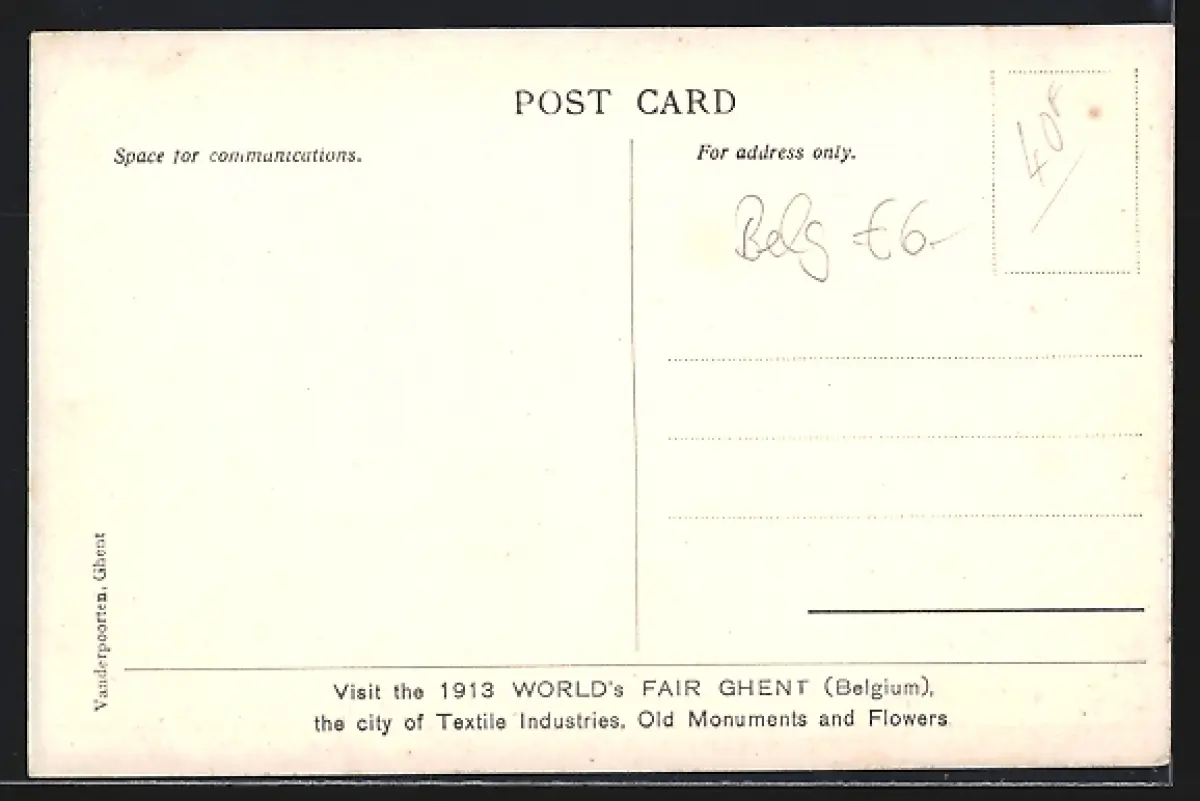 POST CARD
Space for communications.
For address only.
40F
Belg €6.-
Vanderpoorten, Ghent
Visit the 1913 WORLD's FAIR GHENT (Belgium),
the city of Textile Industries, Old Monuments and Flowers